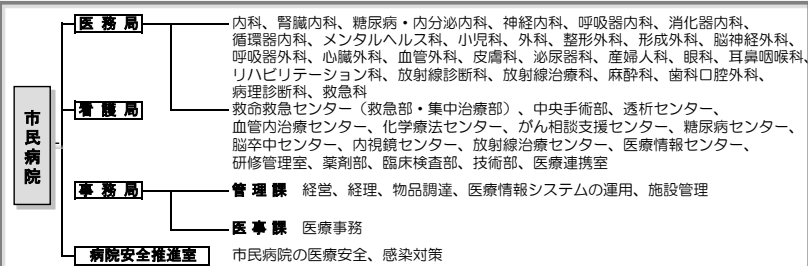 市民病院
医務局 内科、腎臓内科、糖尿病・内分泌内科、神経内科、呼吸器内科、消化器内科、
循環器内科、メンタルヘルス科、小児科、外科、整形外科、形成外科、脳神経外科、
呼吸器外科、心臓外科、血管外科、皮膚科、泌尿器科、産婦人科、眼科、耳鼻咽喉科、
リハビリテーション科、放射線診断科、放射線治療科、麻酔科、歯科口腔外科、
病理診断科、救急科
看護局 救命救急センター（救急部・集中治療部）、中央手術部、透析センター、
血管内治療センター、化学療法センター、がん相談支援センター、糖尿病センター、
脳卒中センター、内視鏡センター、放射線治療センター、医療情報センター、
研修管理室、薬剤部、臨床検査部、技術部、医療連携室
事務局 管理課 経営、経理、物品調達、医療情報システムの運用、施設管理
医事課 医療事務
病院安全推進室 市民病院の医療安全、感染対策